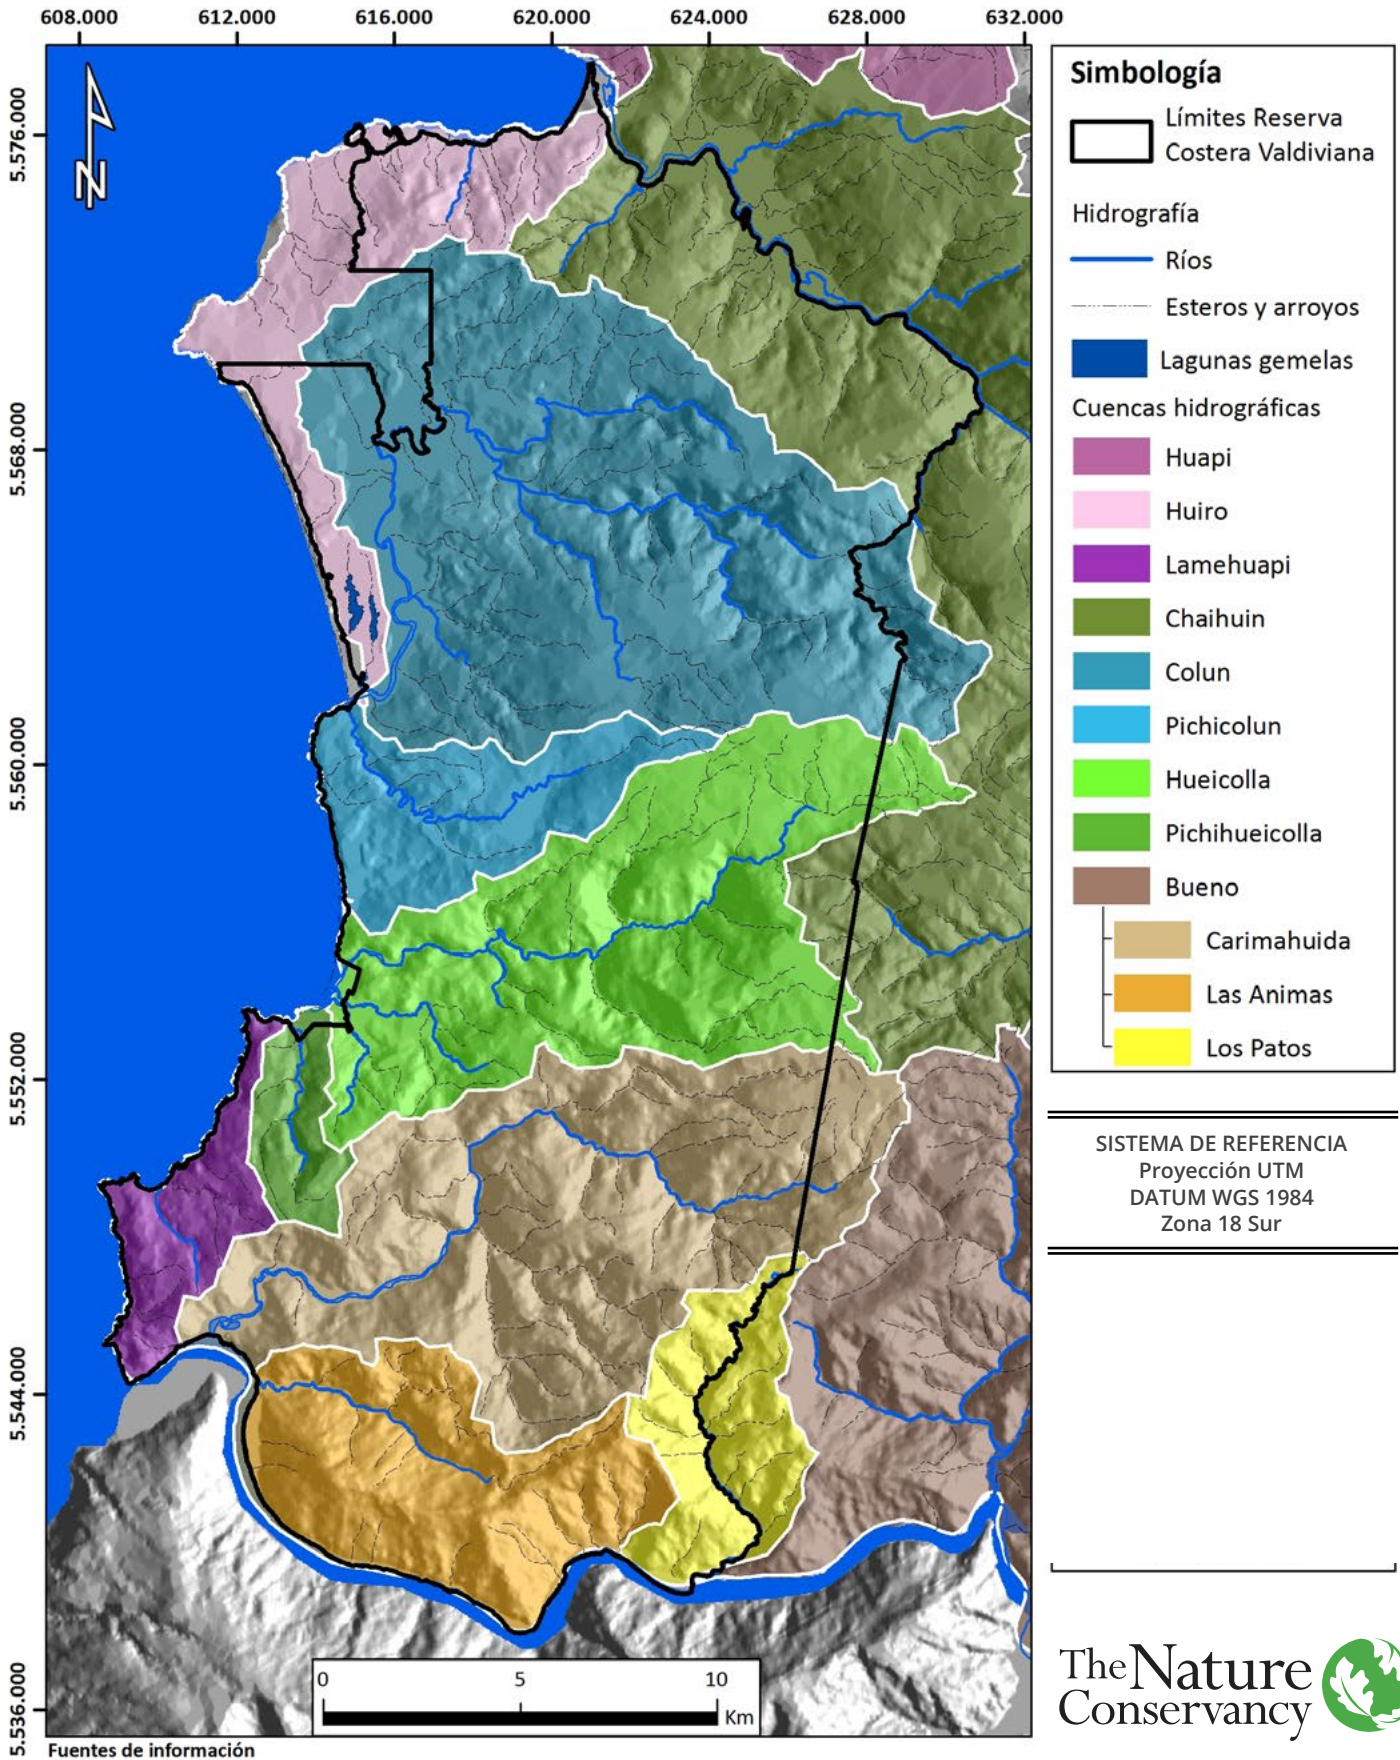 608.000 612.000 616.000 620.000 624.000 628.000 632.000
5.576.000
5.568.000
5.560.000
5.552.000
5.544.000
5.536.000
N
Simbología
Límites Reserva
Costera Valdiviana
Hidrografía
Ríos
Esteros y arroyos
Lagunas gemelas
Cuencas hidrográficas
Huapi
Huiro
Lamehuapi
Chaihuin
Colun
Pichicolun
Hueicolla
Pichihueicolla
Bueno
Carimahuida
Las Animas
Los Patos
SISTEMA DE REFERENCIA
Proyección UTM
DATUM WGS 1984
Zona 18 Sur
0 5 10
Km
Fuentes de información
The Nature
Conservancy